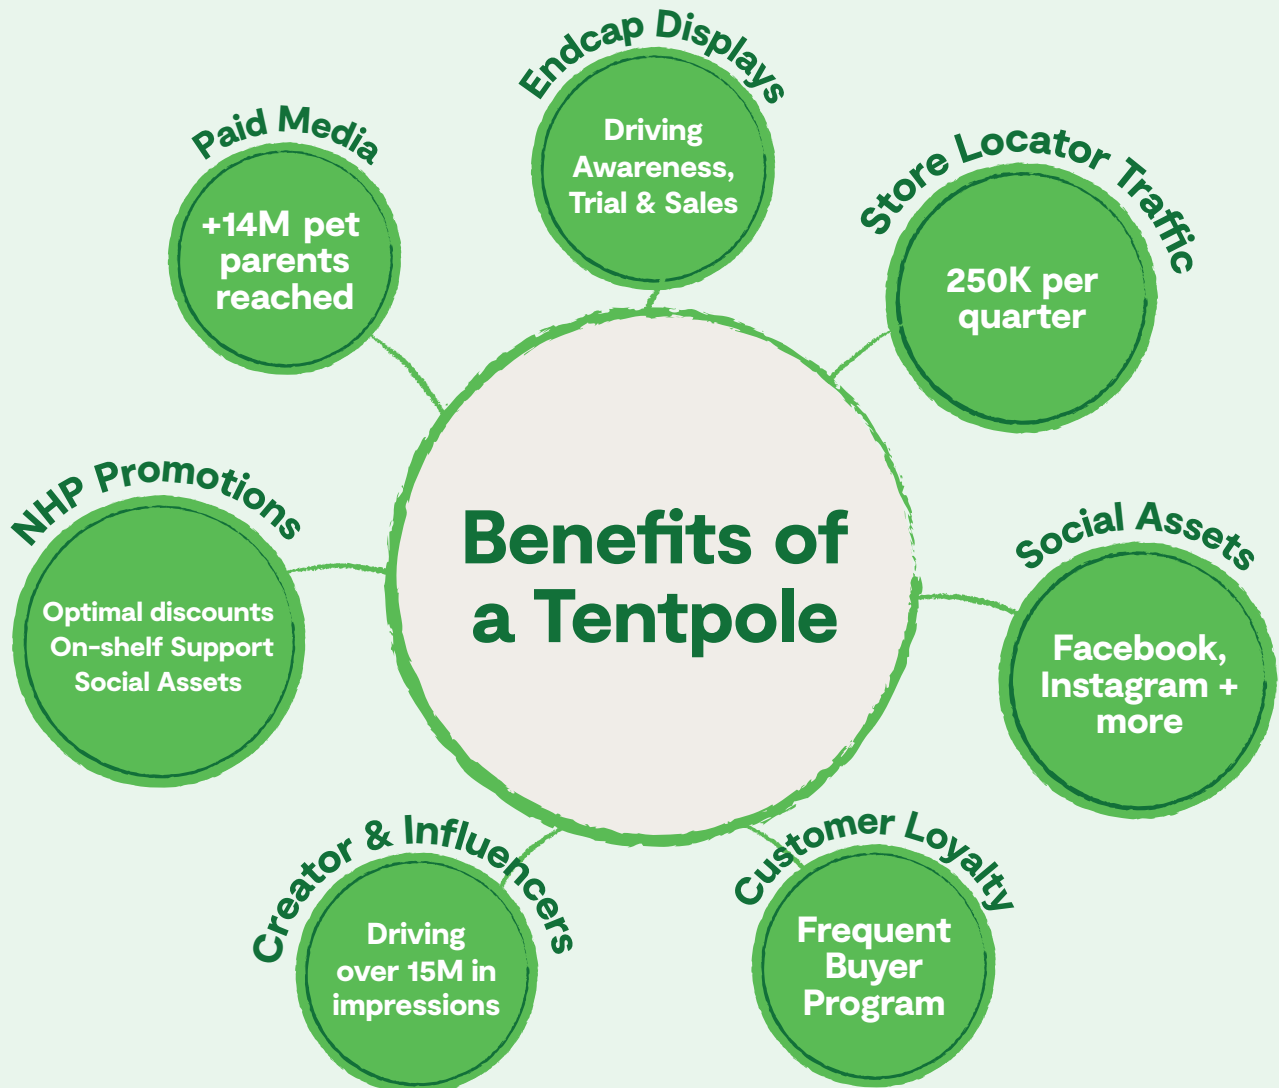 Endcap Displays
Driving
Awareness,
Trial & Sales
Paid Media
+14M pet
parents
reached
Store Locator Traffic
250K per
quarter
Benefits of
a Tentpole
NHP Promotions
Optimal discounts
On-shelf Support
Social Assets
Social Assets
Facebook,
Instagram +
more
Creator & Influencers
Driving
over 15M in
impressions
Customer Loyalty
Frequent
Buyer
Program